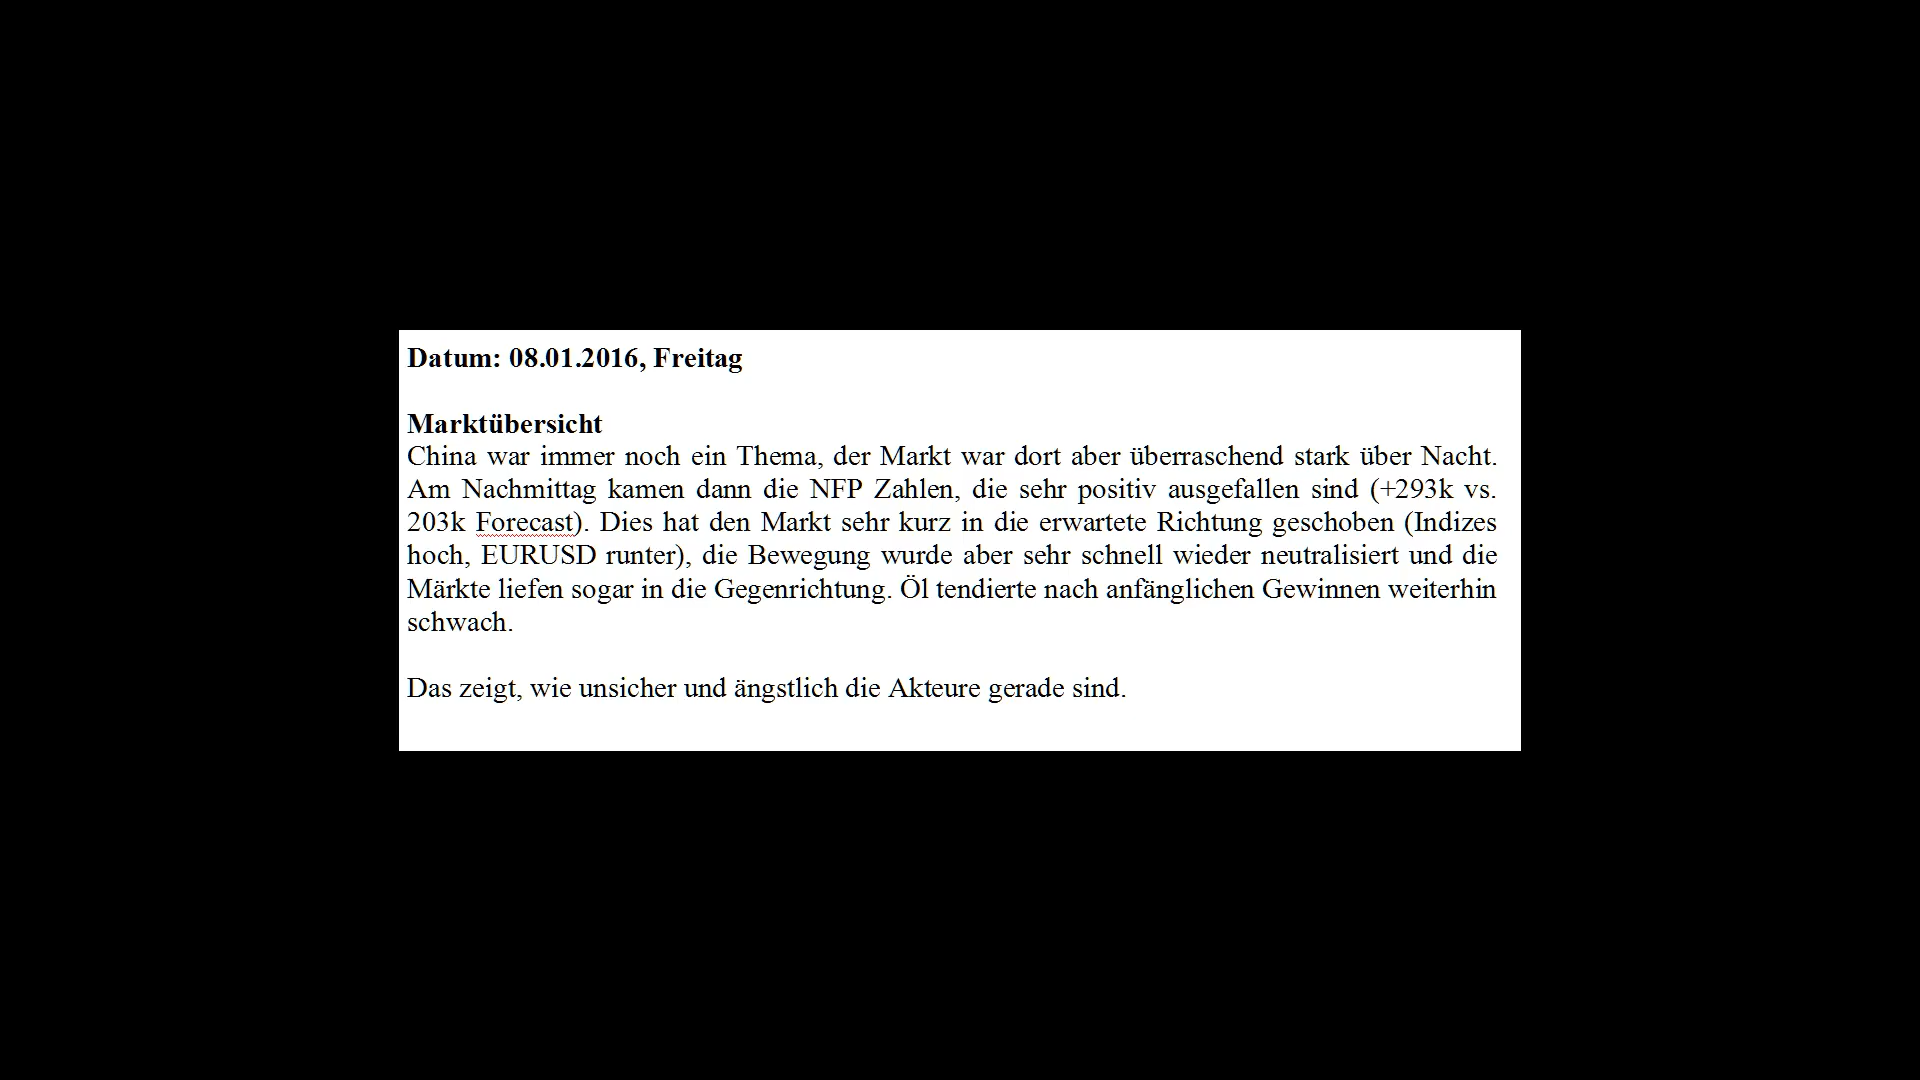 Datum: 08.01.2016, Freitag
Marktübersicht
China war immer noch ein Thema, der Markt war dort aber überraschend stark über Nacht.
Am Nachmittag kamen dann die NFP Zahlen, die sehr positiv ausgefallen sind (+293k vs.
203k Forecast). Dies hat den Markt sehr kurz in die erwartete Richtung geschoben (Indizes
hoch, EURUSD runter), die Bewegung wurde aber sehr schnell wieder neutralisiert und die
Märkte liefen sogar in die Gegenrichtung. Öl tendierte nach anfänglichen Gewinnen weiterhin
schwach.
Das zeigt, wie unsicher und ängstlich die Akteure gerade sind.